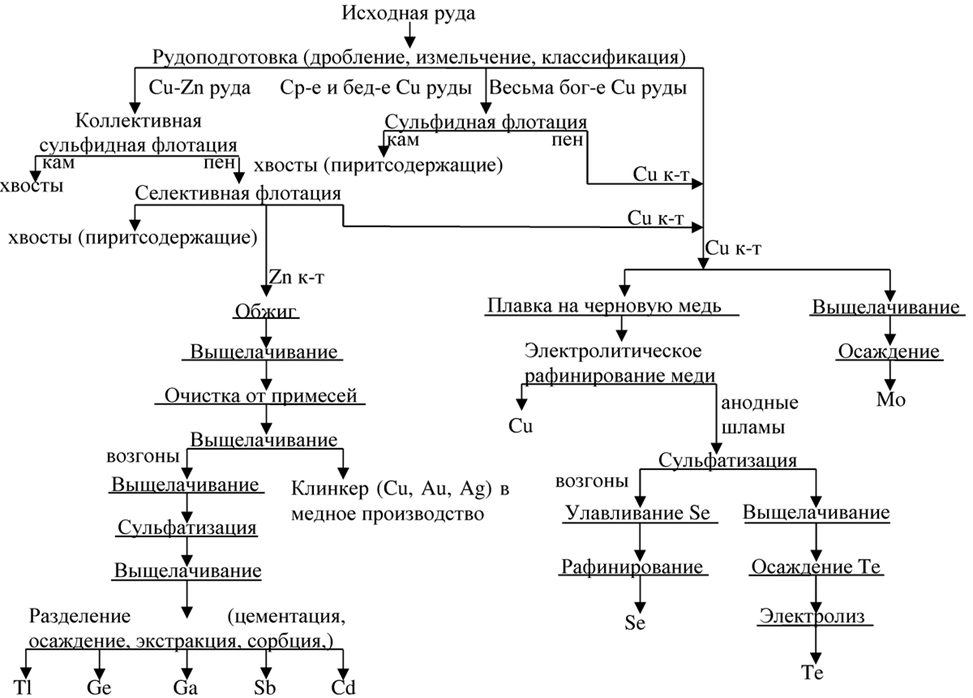 Исходная руда
Рудоподготовка (дробление, измельчение, классификация)
Cu-Zn руда
Ср-е и бед-е Cu руды
Весьма бог-е Cu руды
Коллективная
сульфидная флотация
кам
пен
хвосты
Сульфидная флотация
кам
пен
хвосты (пиритсодержащие)
Cu к-т
Селективная флотация
хвосты (пиритсодержащие)
Cu к-т
Cu к-т
Zn к-т
Обжиг
Выщелачивание
Очистка от примесей
Выщелачивание
возгоны
Выщелачивание
Сульфатизация
Выщелачивание
Клинкер (Cu, Au, Ag) в
медное производство
Разделение (цементация,
осаждение, экстракция, сорбция,)
Tl
Ge
Ga
Sb
Cd
Плавка на черновую медь
Электролитическое
рафинирование меди
Cu
анодные
шламы
Сульфатизация
возгоны
Улавливание Se
Рафинирование
Se
Выщелачивание
Осаждение Te
Электролиз
Te
Выщелачивание
Осаждение
Mo